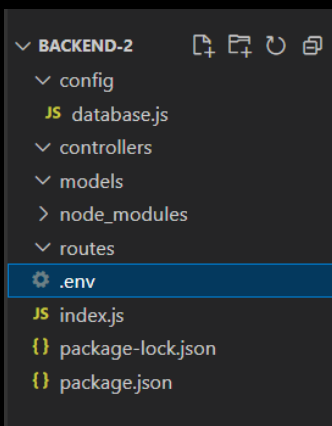 BACKEND-2
config
JS database.js
controllers
models
node_modules
routes
.env
JS index.js
{} package-lock.json
{} package.json